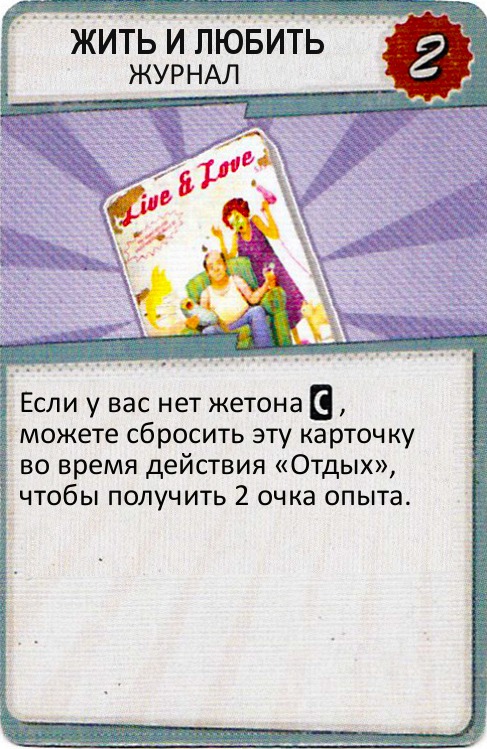 ЖИТЬ И ЛЮБИТЬ
ЖУРНАЛ
2
Live & Love
Если у вас нет жетона C ,
можете сбросить эту карточку
во время действия «Отдых»,
чтобы получить 2 очка опыта.